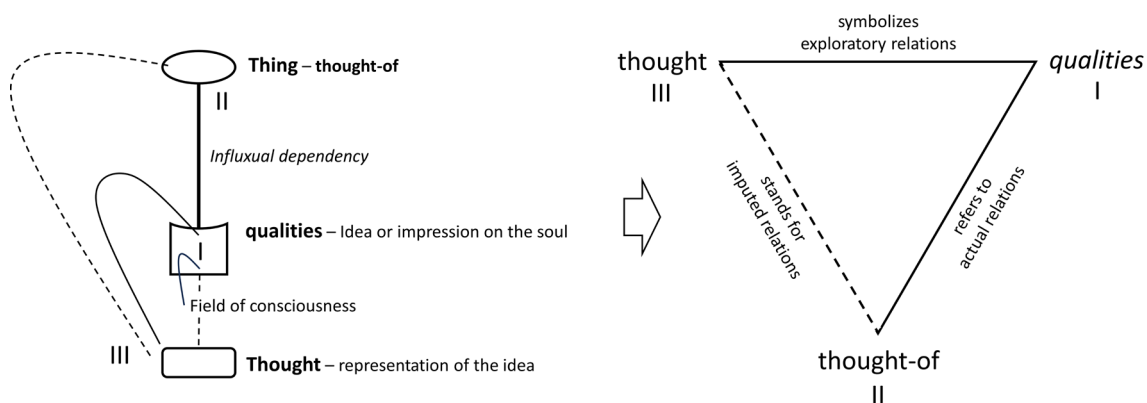 Thing – thought-of
II
Influxual dependency
qualities – Idea or impression on the soul
I
Field of consciousness
III
Thought – representation of the idea
symbolizes
exploratory relations
thought
III
qualities
I
stands for
imputed relations
refers to
actual relations
thought-of
II